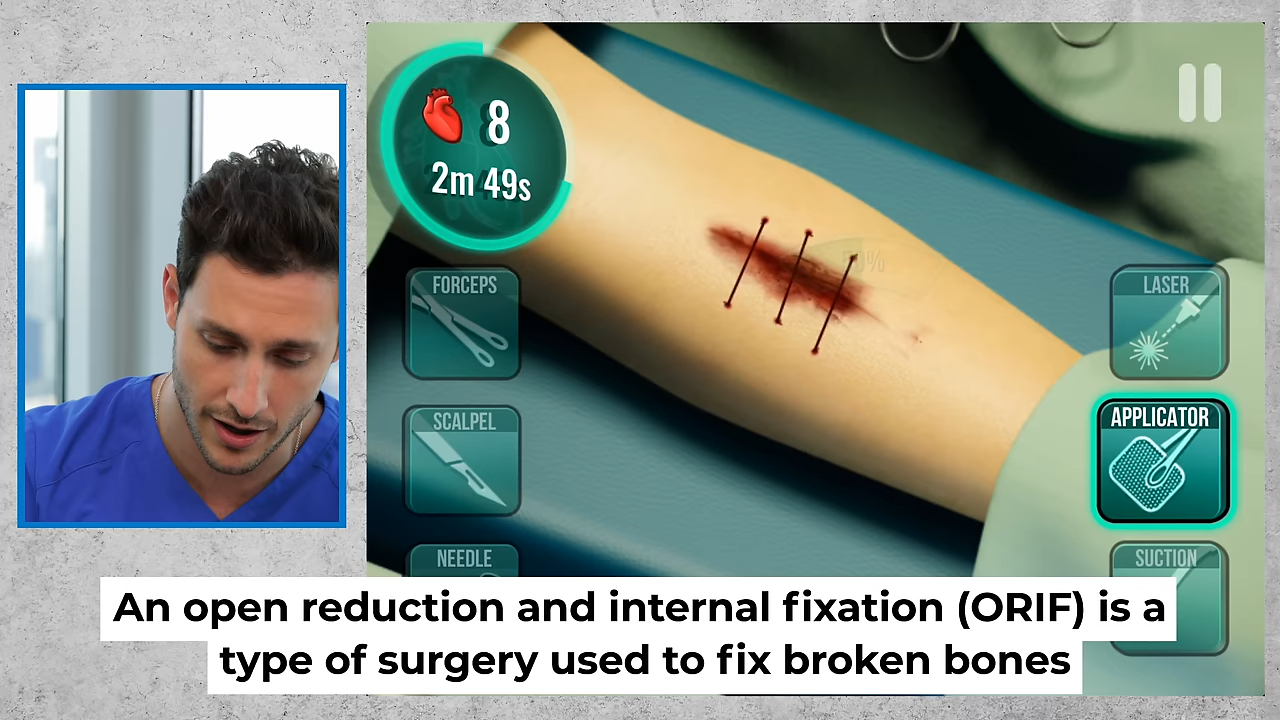 8
2m 49s
FORCEPS
SCALPEL
NEEDLE
LASER
APPLICATOR
SUCTION
An open reduction and internal fixation (ORIF) is a
type of surgery used to fix broken bones